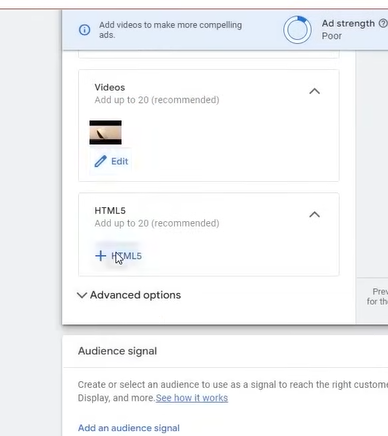 Add videos to make more compelling
ads.
Ad strength
Poor
Videos
Add up to 20 (recommended)
Edit
HTML5
Add up to 20 (recommended)
HTML5
Advanced options
Prev
for th
Audience signal
Create or select an audience to use as a signal to reach the right custome
Display, and more. See how it works
Add an audience signal